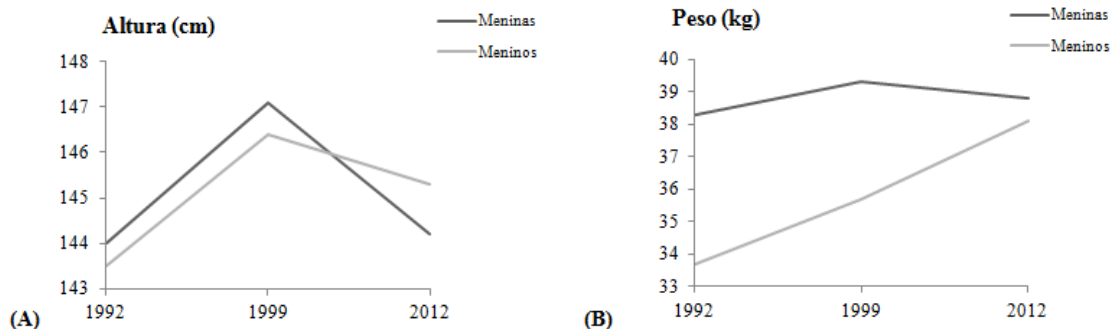 Altura (cm)
Meninas
Meninos
148
147
146
145
144
143
1992
1999
2012
(A)
Peso (kg)
Meninas
Meninos
40
39
38
37
36
35
34
33
1992
1999
2012
(B)